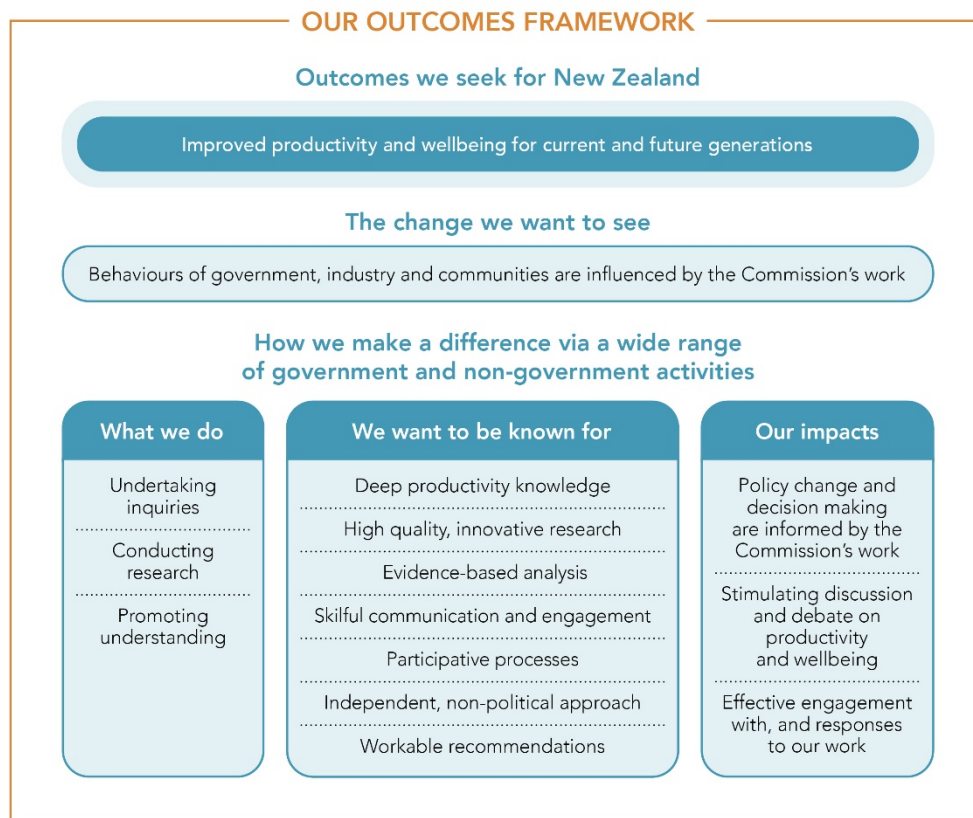 OUR OUTCOMES FRAMEWORK
Outcomes we seek for New Zealand
Improved productivity and wellbeing for current and future generations
The change we want to see
Behaviours of government, industry and communities are influenced by the Commission's work
How we make a difference via a wide range
of government and non-government activities
What we do
Undertaking
inquiries
Conducting
research
Promoting
understanding
We want to be known for
Deep productivity knowledge
High quality, innovative research
Evidence-based analysis
Skilful communication and engagement
Participative processes
Independent, non-political approach
Workable recommendations
Our impacts
Policy change and
decision making
are informed by the
Commission's work
Stimulating discussion
and debate on
productivity
and wellbeing
Effective engagement
with, and responses
to our work